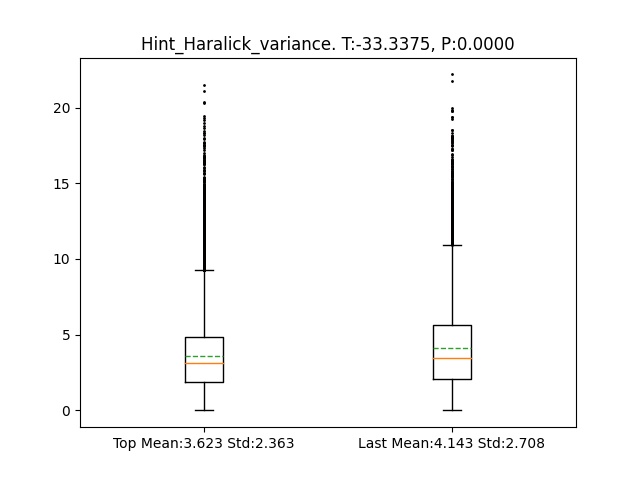 Hint_Haralick_variance. T:-33.3375, P:0.0000
20
15
10
5
0
Top Mean:3.623 Std:2.363
Last Mean:4.143 Std:2.708